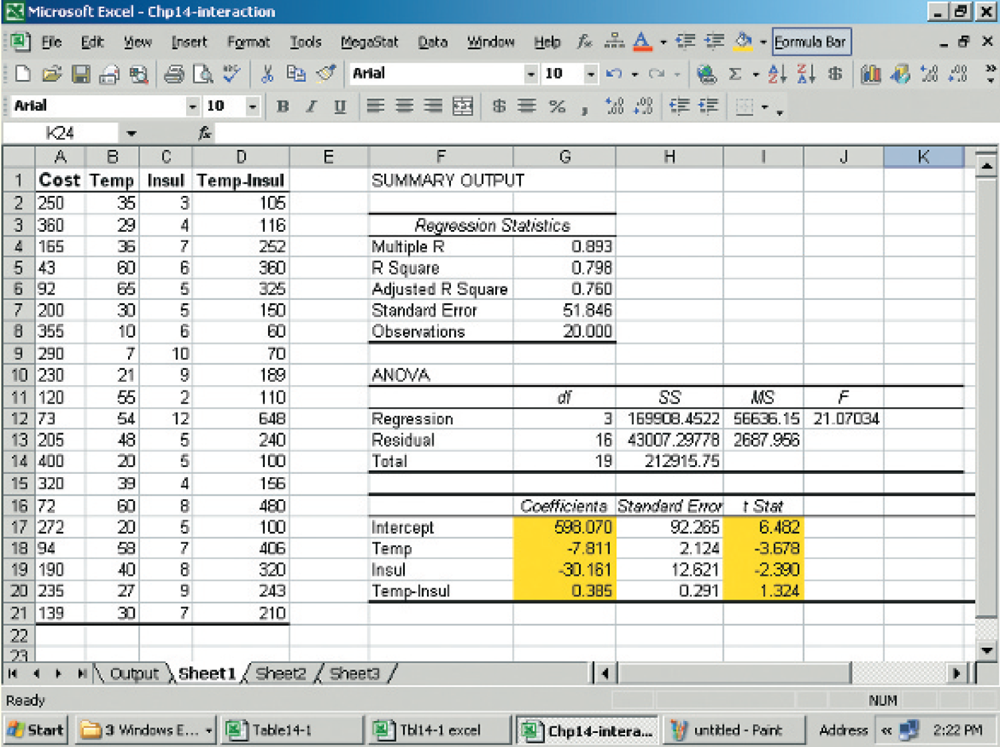 Microsoft Excel - Chp14-interaction
File Edit View Insert Format Tools MegaStat Data Window Help Formula Bar
Arial 10
Arial 10 B I U $ % ,
K24 fx
A B C D E F G H I J K
1 Cost Temp Insul Temp-Insul SUMMARY OUTPUT
2 250 35 3 105
3 360 29 4 116 Regression Statistics
4 165 36 7 252 Multiple R 0.893
5 43 60 6 360 R Square 0.798
6 92 65 5 325 Adjusted R Square 0.760
7 200 30 5 150 Standard Error 51.846
8 355 10 6 60 Observations 20.000
9 290 7 10 70
10 230 21 9 189 ANOVA
11 120 55 2 110 df SS MS F
12 73 54 12 648 Regression 3 169908.4522 56636.15 21.07034
13 205 48 5 240 Residual 16 43007.29778 2687.956
14 400 20 5 100 Total 19 212915.75
15 320 39 4 156
16 72 60 8 480 Coefficients Standard Error t Stat
17 272 20 5 100 Intercept 598.070 92.265 6.482
18 94 58 7 406 Temp -7.811 2.124 -3.678
19 190 40 8 320 Insul -30.161 12.621 -2.390
20 235 27 9 243 Temp-Insul 0.385 0.291 1.324
21 139 30 7 210
22
23
Output Sheet1 Sheet2 Sheet3
Ready NUM
Start 3 Windows E... Table14-1 Tbl14-1 excel Chp14-intera... untitled - Paint Address « 2:22 PM